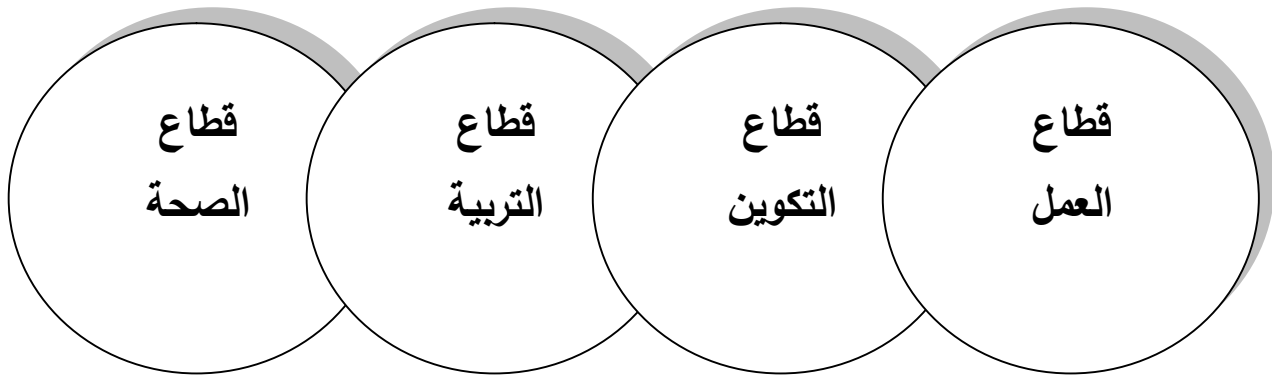 قطاع
العمل
قطاع
التكوين
قطاع
التربية
قطاع
الصحة